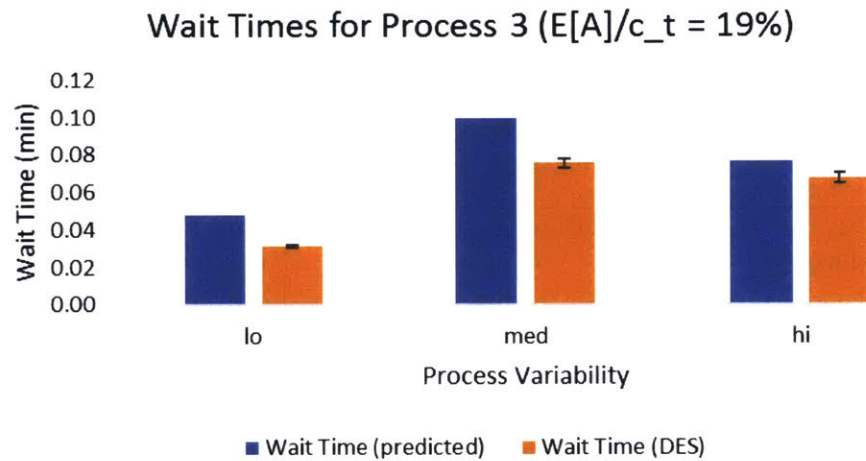 Wait Times for Process 3 (E[A]/c_t = 19%)
Wait Time (min)
0.12
0.10
0.08
0.06
0.04
0.02
0.00
lo med hi
Process Variability
Wait Time (predicted) Wait Time (DES)